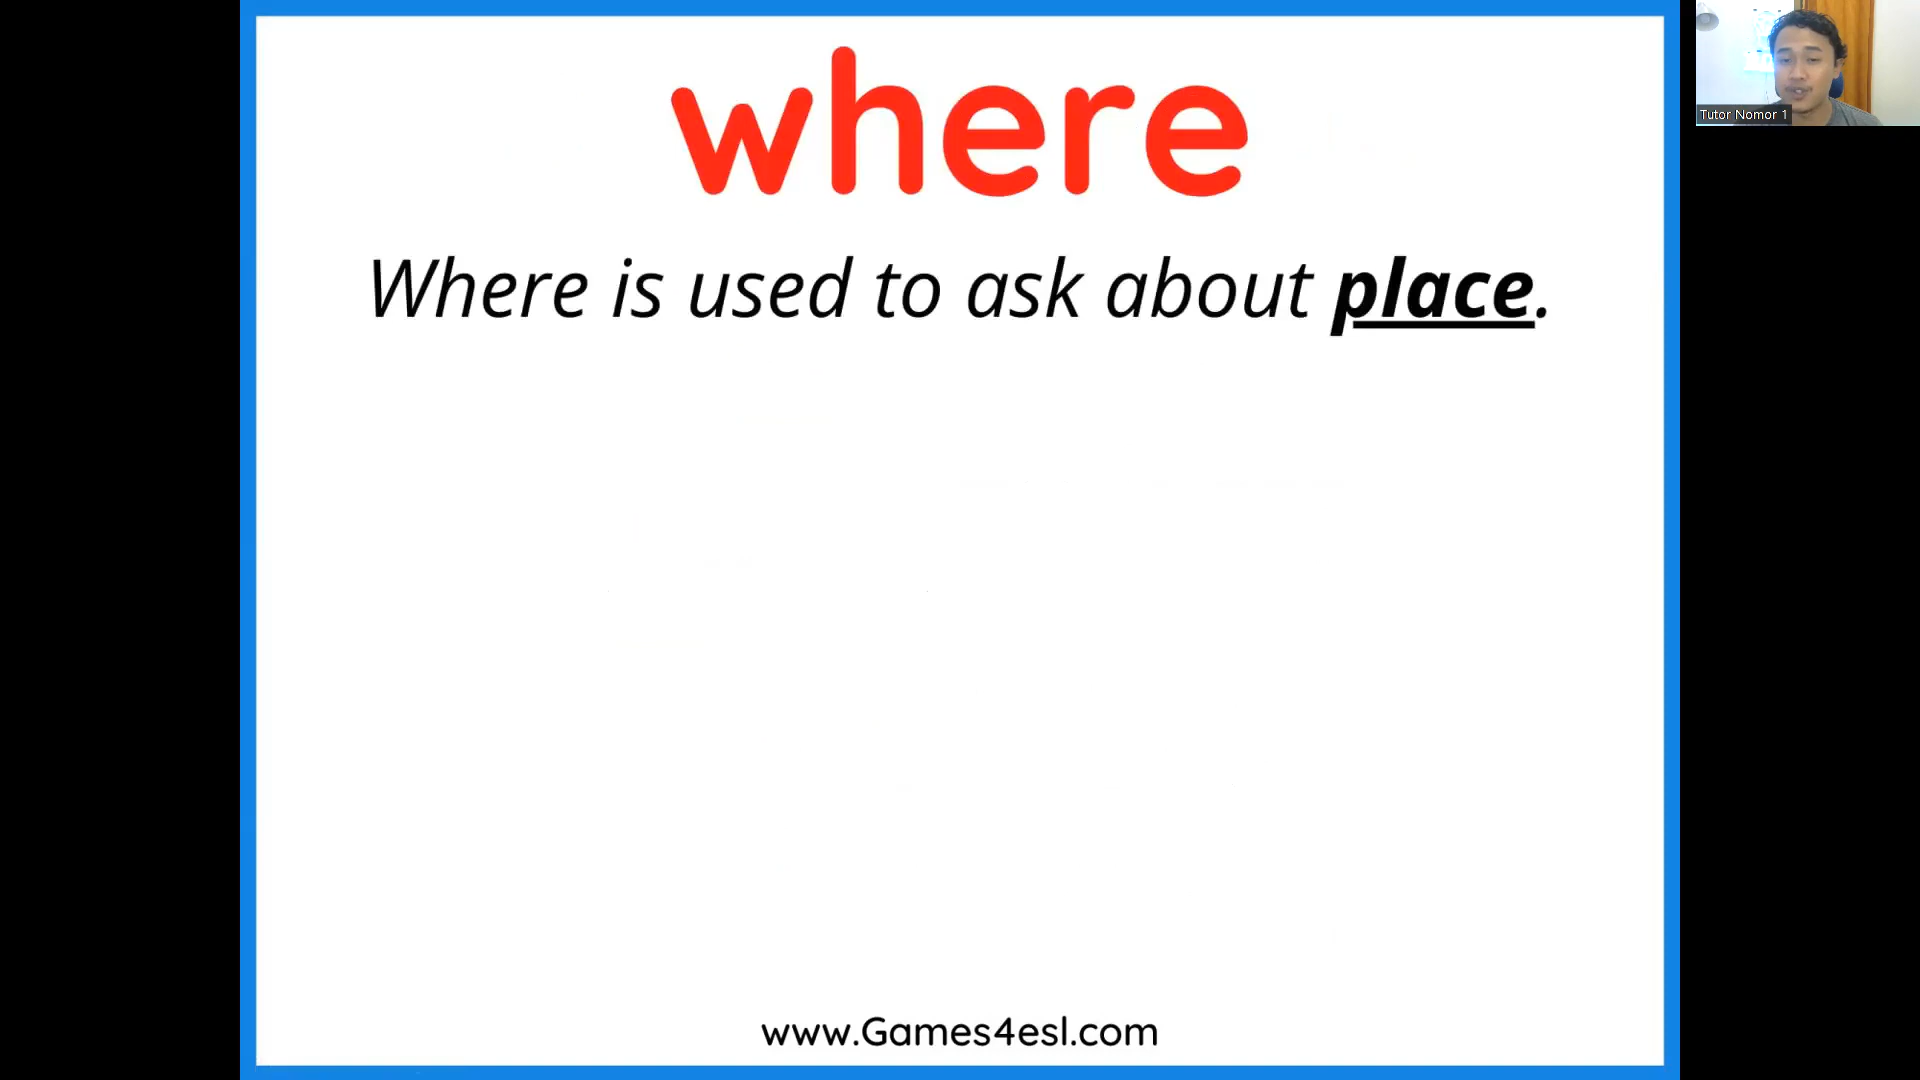 where
Where is used to ask about place.
www.Games4esl.com
Tutor Nomor 1